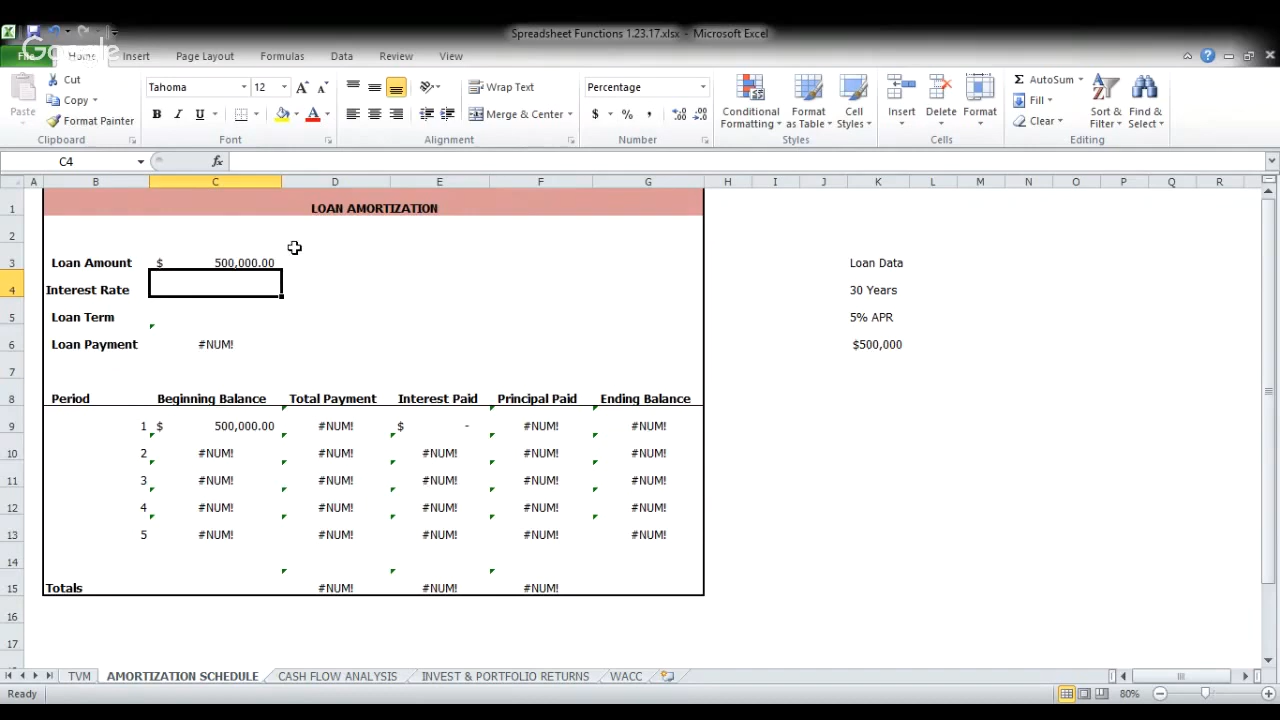 Spreadsheet Functions 1.23.17.xlsx - Microsoft Excel
Google
File Home Insert Page Layout Formulas Data Review View
Paste Cut Copy Format Painter Clipboard
Tahoma 12 B I U A A A Font
Wrap Text Merge & Center Alignment
Percentage $ % , Number
Conditional Formatting Format as Table Cell Styles Styles
Insert Delete Format Cells
Σ AutoSum Fill Clear Sort & Filter Find & Select Editing
C4 fx
A B C D E F G H I J K L M N O P Q R
1 LOAN AMORTIZATION
2
3 Loan Amount $ 500,000.00 Loan Data
4 Interest Rate 30 Years
5 Loan Term 5% APR
6 Loan Payment #NUM! $500,000
7
8 Period Beginning Balance Total Payment Interest Paid Principal Paid Ending Balance
9 1 $ 500,000.00 #NUM! $ - #NUM! #NUM!
10 2 #NUM! #NUM! #NUM! #NUM! #NUM!
11 3 #NUM! #NUM! #NUM! #NUM! #NUM!
12 4 #NUM! #NUM! #NUM! #NUM! #NUM!
13 5 #NUM! #NUM! #NUM! #NUM! #NUM!
14
15 Totals #NUM! #NUM! #NUM!
16
17
TVM AMORTIZATION SCHEDULE CASH FLOW ANALYSIS INVEST & PORTFOLIO RETURNS WACC
Ready 80%